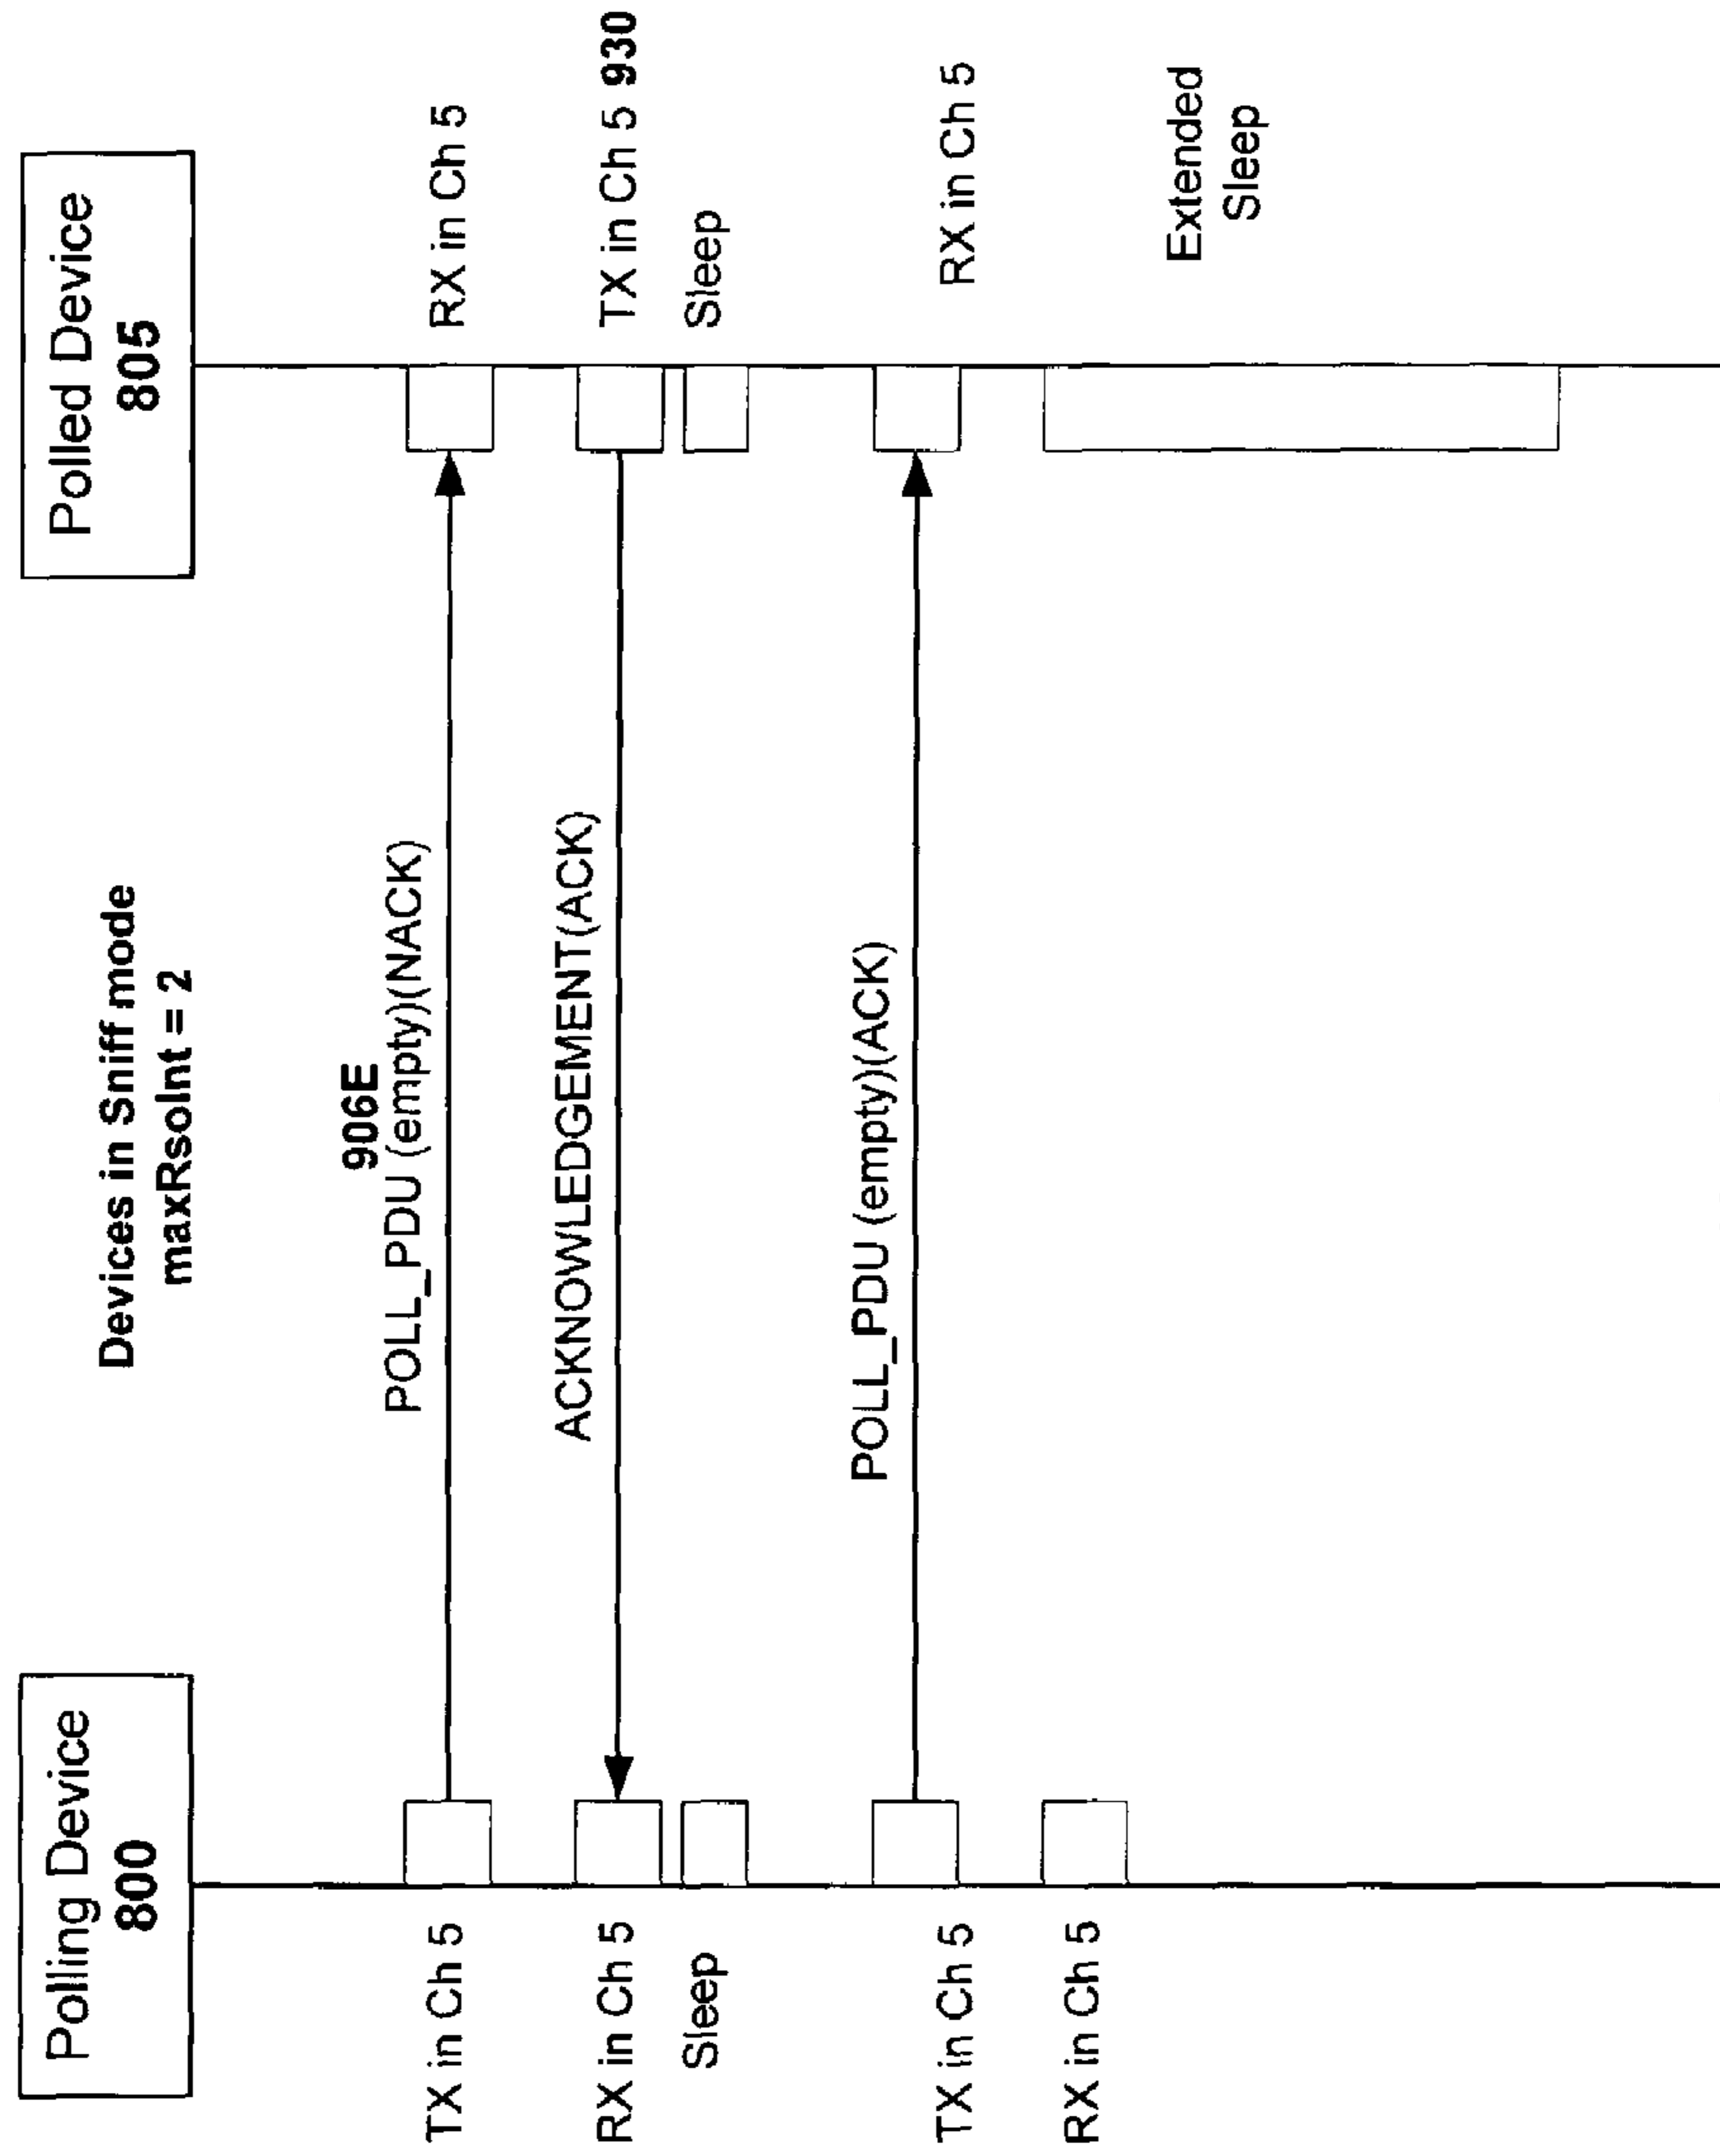 Polling Device
800
Devices in Sniff mode
maxRsoInt = 2
Polled Device
805
906E
TX in Ch 5
POLL_PDU (empty)(NACK)
RX in Ch 5
RX in Ch 5
ACKNOWLEDGEMENT(ACK)
TX in Ch 5 930
Sleep
Sleep
TX in Ch 5
POLL_PDU (empty)(ACK)
RX in Ch 5
RX in Ch 5
Extended
Sleep